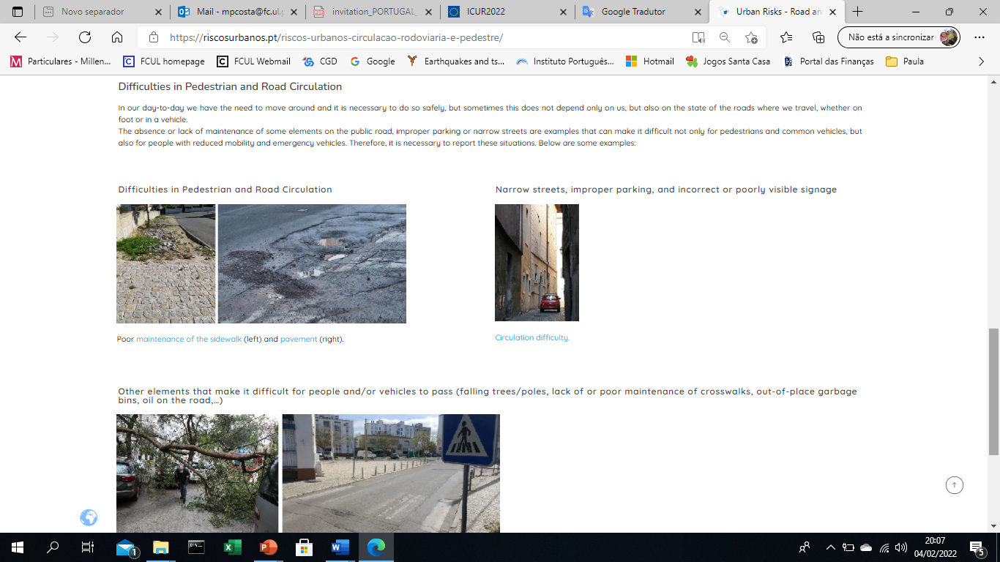 Novo separador
Mail - mpcosta@fc.ul.p
invitation_PORTUGAL_
ICUR2022
Google Tradutor
Urban Risks - Road an
https://riscosurbanos.pt/riscos-urbanos-circulacao-rodoviaria-e-pedestre/
Não está a sincronizar
Particulares - Millen...
FCUL homepage
FCUL Webmail
CGD
Google
Earthquakes and ts...
Instituto Português...
Hotmail
Jogos Santa Casa
Portal das Finanças
Paula
Difficulties in Pedestrian and Road Circulation
In our day-to-day we have the need to move around and it is necessary to do so safely, but sometimes this does not depend only on us, but also on the state of the roads where we travel, whether on
foot or in a vehicle.
The absence or lack of maintenance of some elements on the public road, improper parking or narrow streets are examples that can make it difficult not only for pedestrians and common vehicles, but
also for people with reduced mobility and emergency vehicles. Therefore, it is necessary to report these situations. Below are some examples:
Difficulties in Pedestrian and Road Circulation
Narrow streets, improper parking, and incorrect or poorly visible signage
Poor maintenance of the sidewalk (left) and pavement (right).
Circulation difficulty.
Other elements that make it difficult for people and/or vehicles to pass (falling trees/poles, lack of or poor maintenance of crosswalks, out-of-place garbage
bins, oil on the road,...)
1
20:07
04/02/2022
5